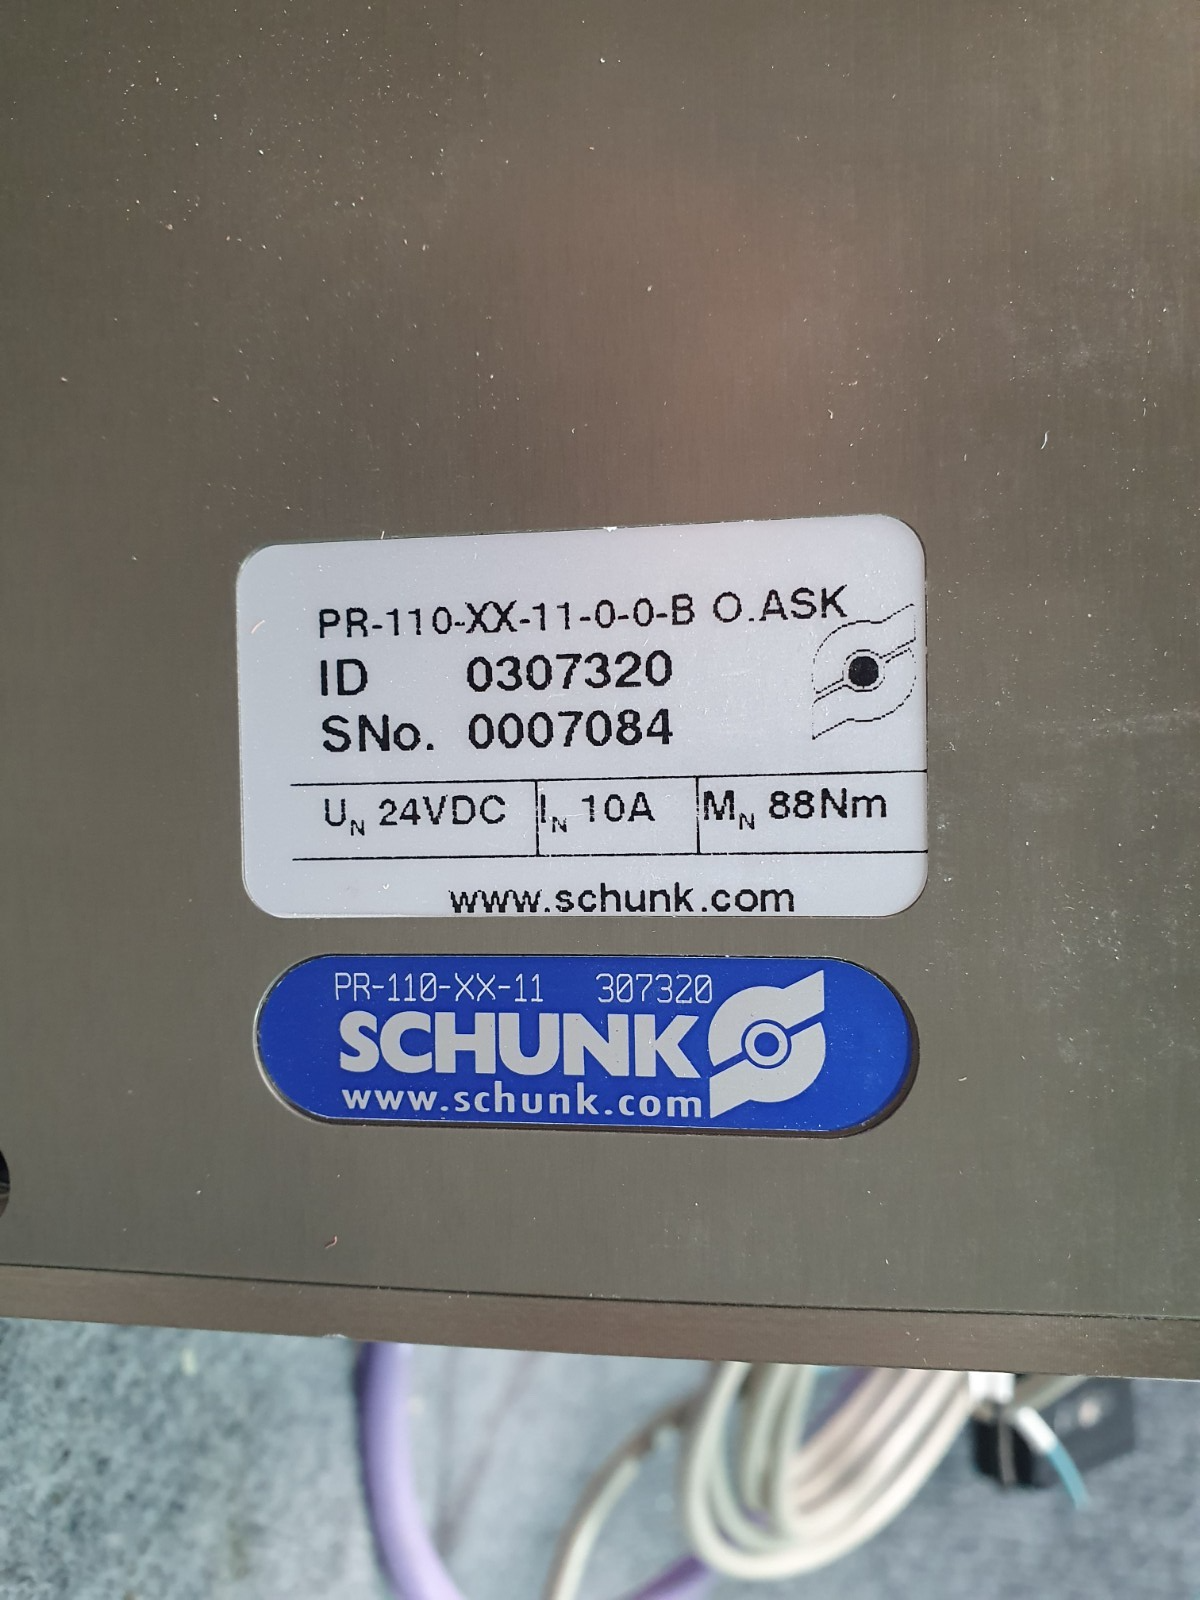 PR-110-XX-11-0-0-B O.ASK
ID 0307320
SNo. 0007084
UN 24VDC IN 10A MN 88Nm
www.schunk.com
PR-110-XX-11 307320
SCHUNK
www.schunk.com